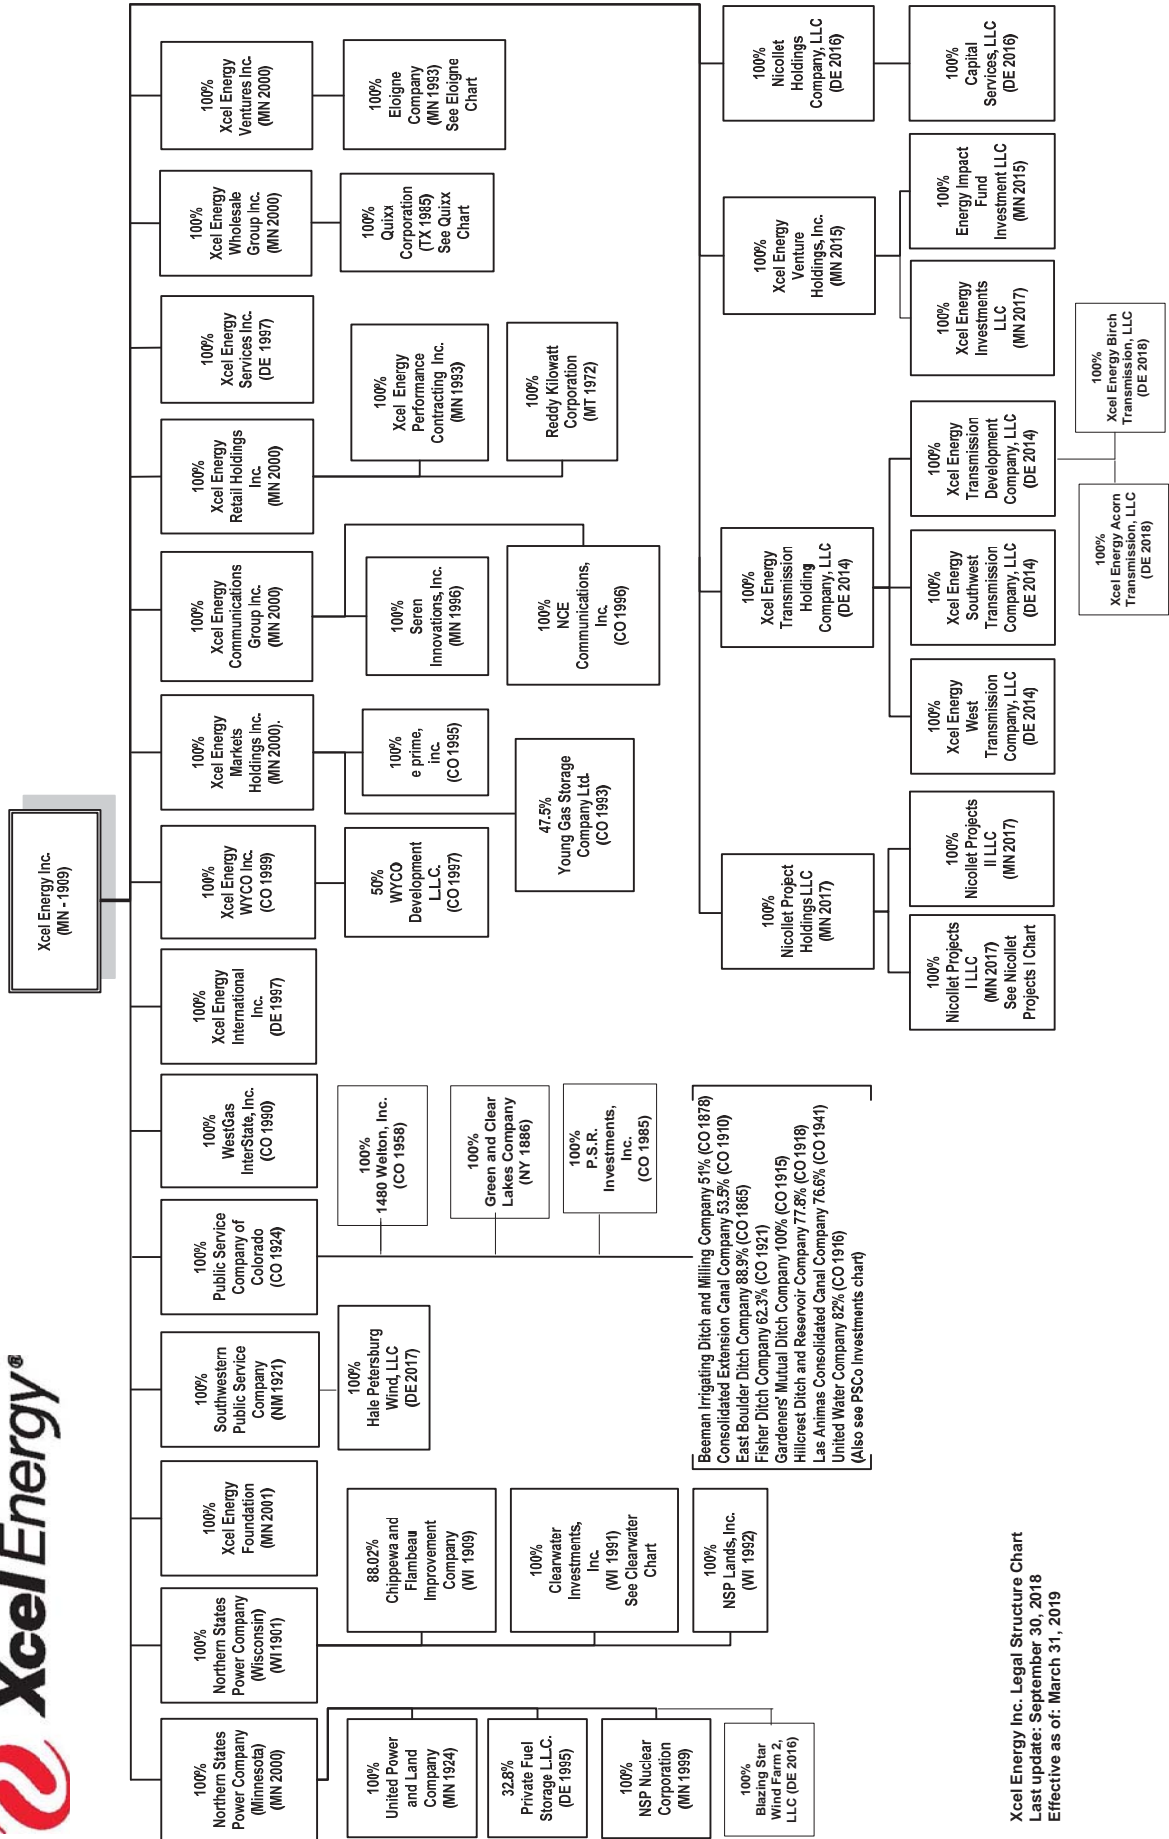 XcelEnergy®
Xcel Energy Inc.
(MN - 1909)
100%
Northern States
Power Company
(Minnesota)
(MN 2000)
100%
United Power
and Land
Company
(MN 1924)
32.8%
Private Fuel
Storage L.L.C.
(DE 1995)
100%
NSP Nuclear
Corporation
(MN 1999)
100%
Blazing Star
Wind Farm 2,
LLC (DE 2016)
100%
Northern States
Power Company
(Wisconsin)
(WI 1901)
88.02%
Chippewa and
Flambeau
Improvement
Company
(WI 1909)
100%
Clearwater
Investments,
Inc.
(WI 1991)
See Clearwater
Chart
100%
NSP Lands, Inc.
(WI 1992)
100%
Xcel Energy
Foundation
(MN 2001)
100%
Southwestern
Public Service
Company
(NM 1921)
100%
Hale Petersburg
Wind, LLC
(DE 2017)
100%
Public Service
Company of
Colorado
(CO 1924)
100%
1480 Welton, Inc.
(CO 1958)
100%
Green and Clear
Lakes Company
(NY 1886)
100%
P.S.R.
Investments,
Inc.
(CO 1985)
Beeman Irrigating Ditch and Milling Company 51% (CO 1878)
Consolidated Extension Canal Company 53.5% (CO 1910)
East Boulder Ditch Company 88.9% (CO 1865)
Fisher Ditch Company 62.3% (CO 1921)
Gardeners' Mutual Ditch Company 100% (CO 1915)
Hillcrest Ditch and Reservoir Company 77.8% (CO 1918)
Las Animas Consolidated Canal Company 76.6% (CO 1941)
United Water Company 82% (CO 1916)
(Also see PSCo Investments chart)
100%
WestGas
InterState, Inc.
(CO 1990)
100%
Xcel Energy
International
Inc.
(DE 1997)
100%
Xcel Energy
WYCO Inc.
(CO 1999)
50%
WYCO
Development
L.L.C.
(CO 1997)
100%
Xcel Energy
Markets
Holdings Inc.
(MN 2000).
100%
e prime,
inc.
(CO 1995)
47.5%
Young Gas Storage
Company Ltd.
(CO 1993)
100%
Xcel Energy
Communications
Group Inc.
(MN 2000)
100%
Seren
Innovations, Inc.
(MN 1996)
100%
NCE
Communications,
Inc.
(CO 1996)
100%
Xcel Energy
Retail Holdings
Inc.
(MN 2000)
100%
Xcel Energy
Performance
Contracting Inc.
(MN 1993)
100%
Reddy Kilowatt
Corporation
(MT 1972)
100%
Xcel Energy
Services Inc.
(DE 1997)
100%
Xcel Energy
Wholesale
Group Inc.
(MN 2000)
100%
Quixx
Corporation
(TX 1985)
See Quixx
Chart
100%
Xcel Energy
Ventures Inc.
(MN 2000)
100%
Eloigne
Company
(MN 1993)
See Eloigne
Chart
100%
Nicollet Project
Holdings LLC
(MN 2017)
100%
Nicollet Projects
I LLC
(MN 2017)
See Nicollet
Projects I Chart
100%
Nicollet Projects
II LLC
(MN 2017)
100%
Xcel Energy
Transmission
Holding
Company, LLC
(DE 2014)
100%
Xcel Energy
West
Transmission
Company, LLC
(DE 2014)
100%
Xcel Energy
Southwest
Transmission
Company, LLC
(DE 2014)
100%
Xcel Energy
Transmission
Development
Company, LLC
(DE 2014)
100%
Xcel Energy Acorn
Transmission, LLC
(DE 2018)
100%
Xcel Energy Birch
Transmission, LLC
(DE 2018)
100%
Xcel Energy
Venture
Holdings, Inc.
(MN 2015)
100%
Xcel Energy
Investments
LLC
(MN 2017)
100%
Energy Impact
Fund
Investment LLC
(MN 2015)
100%
Nicollet
Holdings
Company, LLC
(DE 2016)
100%
Capital
Services, LLC
(DE 2016)
Xcel Energy Inc. Legal Structure Chart
Last update: September 30, 2018
Effective as of: March 31, 2019